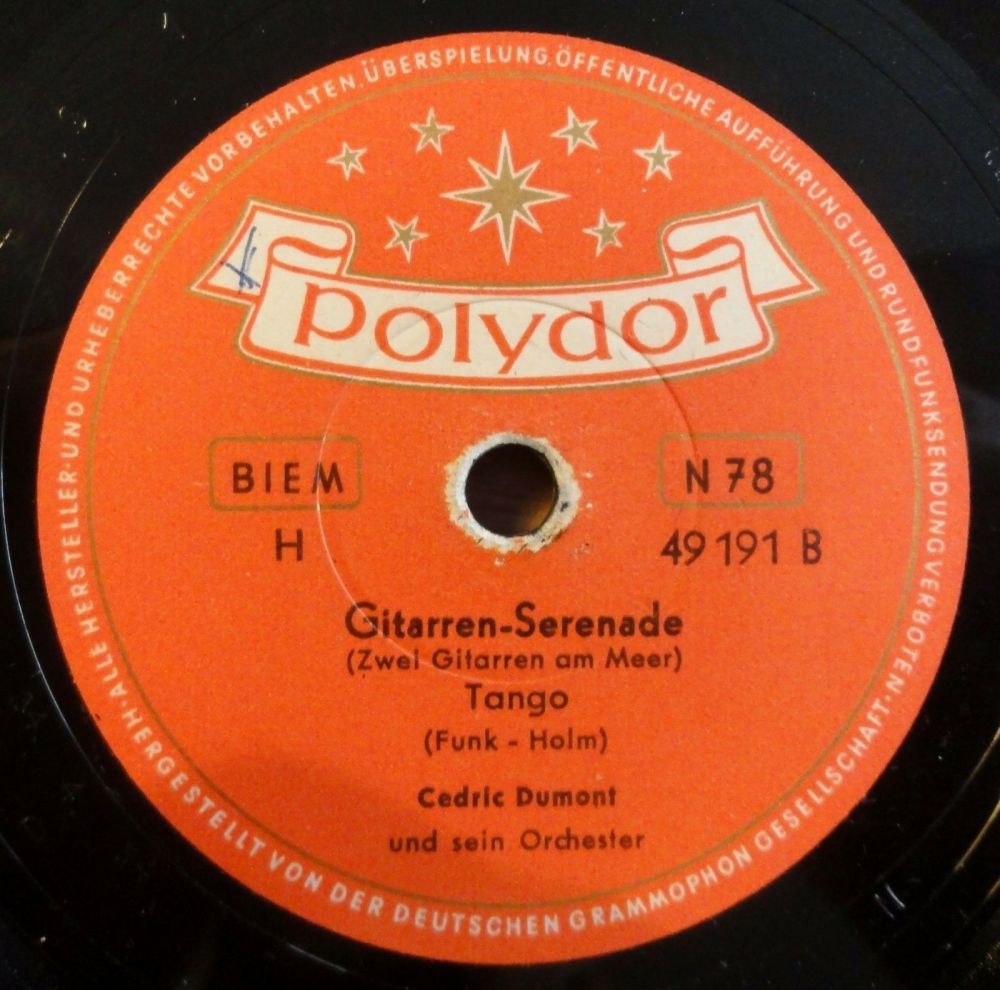 ALLE HERSTELLER-UND URHEBERRECHTE VORBEHALTEN. ÜBERSPIELUNG. ÖFFENTLICHE AUFFÜHRUNG UND RUNDFUNKSENDUNG VERBOTEN.
polydor
BIEM
N 78
H
49 191 B
Gitarren-Serenade
(Zwei Gitarren am Meer)
Tango
(Funk - Holm)
Cedric Dumont
und sein Orchester
HERGESTELLT VON DER DEUTSCHEN GRAMMOPHON GESELLSCHAFT